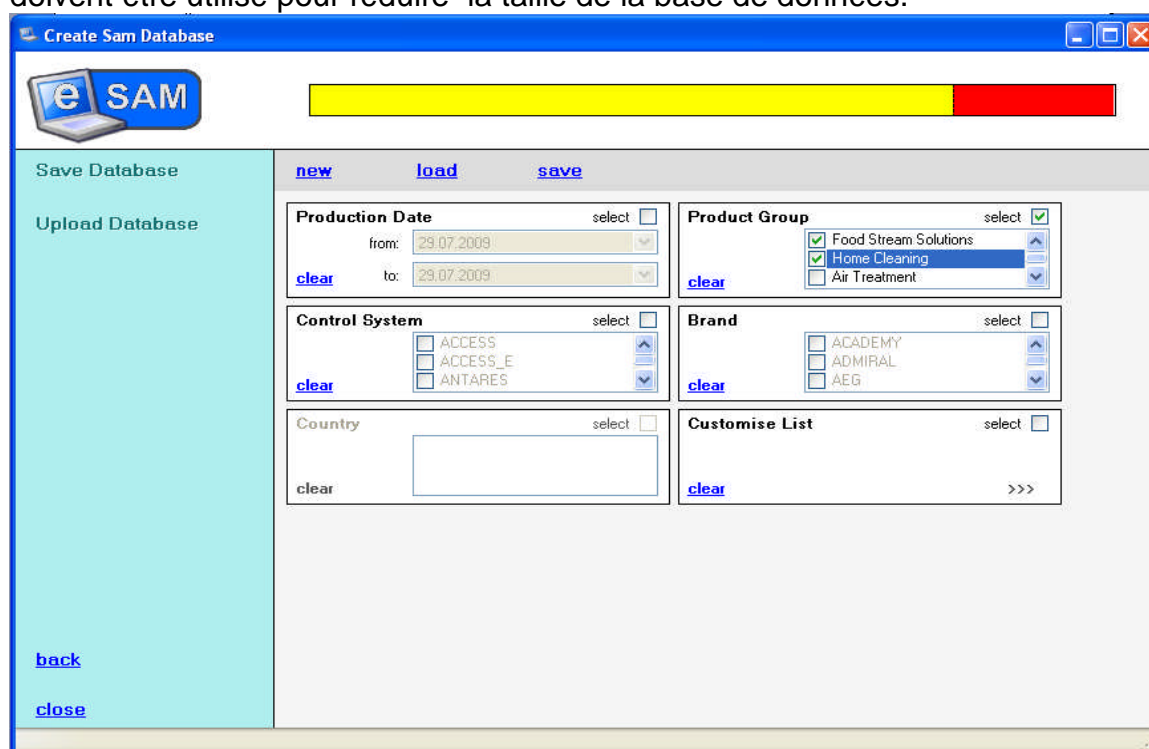 doivent être utilisé pour réduire la taille de la base de données.
Create Sam Database
e SAM
Save Database
Upload Database
new load save
Production Date select
from: 29.07.2009
clear to: 29.07.2009
Product Group select
Food Stream Solutions
Home Cleaning
clear Air Treatment
Control System select
ACCESS
ACCESS_E
clear ANTARES
Brand select
ACADEMY
ADMIRAL
clear AEG
Country select
clear
Customise List select
clear >>>
back
close